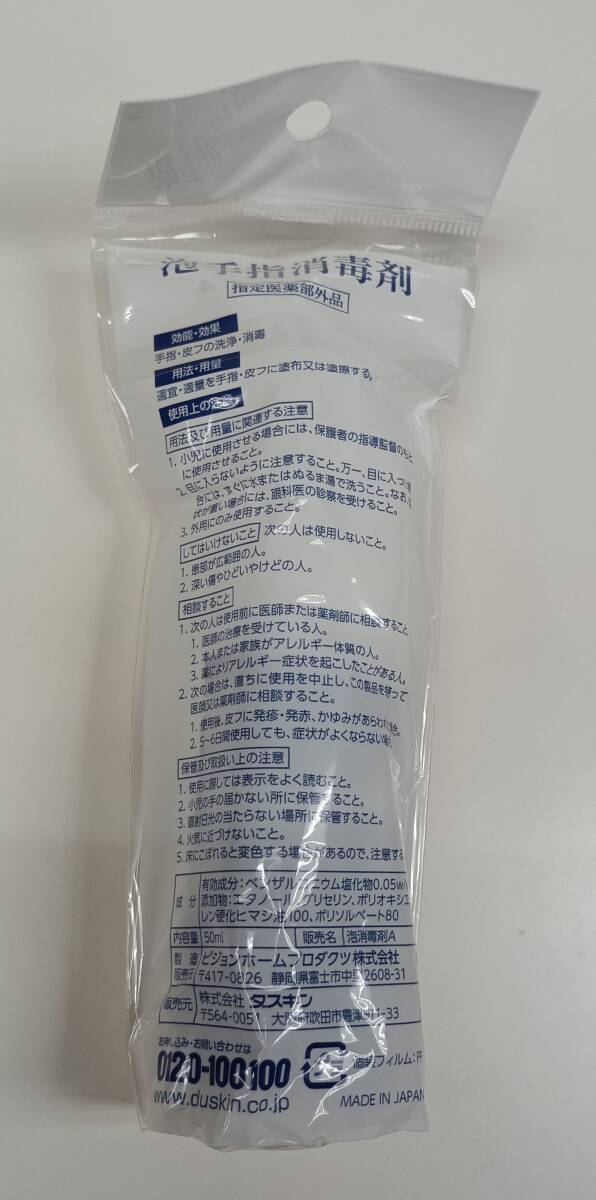 泡手指消毒剤
指定医薬部外品
効能・効果
手指・皮フの洗浄・消毒
用法・用量
適宜・適量を手指・皮フに塗布又は塗擦する。
使用上の注意
用法及び用量に関連する注意
1. 小児に使用させる場合には、保護者の指導監督のもと
に使用させること。
2. 目に入らないように注意すること。万一、目に入った場
合には、すぐに水またはぬるま湯で洗うこと。なお、
状が重い場合には、眼科医の診察を受けること。
3. 外用にのみ使用すること。
してはいけないこと 次の人は使用しないこと。
1. 患部が広範囲の人。
2. 深い傷やひどいやけどの人。
相談すること
1. 次の人は使用前に医師または薬剤師に相談すること
1. 医師の治療を受けている人。
2. 本人または家族がアレルギー体質の人。
3. 薬によりアレルギー症状を起こしたことがある人。
2. 次の場合は、直ちに使用を中止し、この製品を持って
医師又は薬剤師に相談すること。
1. 使用後、皮フに発疹・発赤、かゆみがあらわれた場合。
2. 5~6日間使用しても、症状がよくならない場合
保管及び取扱い上の注意
1. 使用に際しては表示をよく読むこと。
2. 小児の手の届かない所に保管すること。
3. 直射日光の当たらない場所に保管すること。
4. 火気に近づけないこと。
5. 床にこぼれると変色する場合があるので、注意する
成分 有効成分:ベンザルコニウム塩化物0.05w/
添加物:エタノール、グリセリン、ポリオキシエ
レン硬化ヒマシ油100、ポリソルベート80
内容量 50ml 販売名 泡消毒剤A
製造販売元 ピジョンホームプロダクツ株式会社
〒417-0826 静岡県富士市中里2608-31
販売元 株式会社 ダスキン
〒564-0051 大阪府吹田市豊津町1-33
お申し込み・お問い合わせは
0120-100100
個装フィルム:PP
www.duskin.co.jp
MADE IN JAPAN